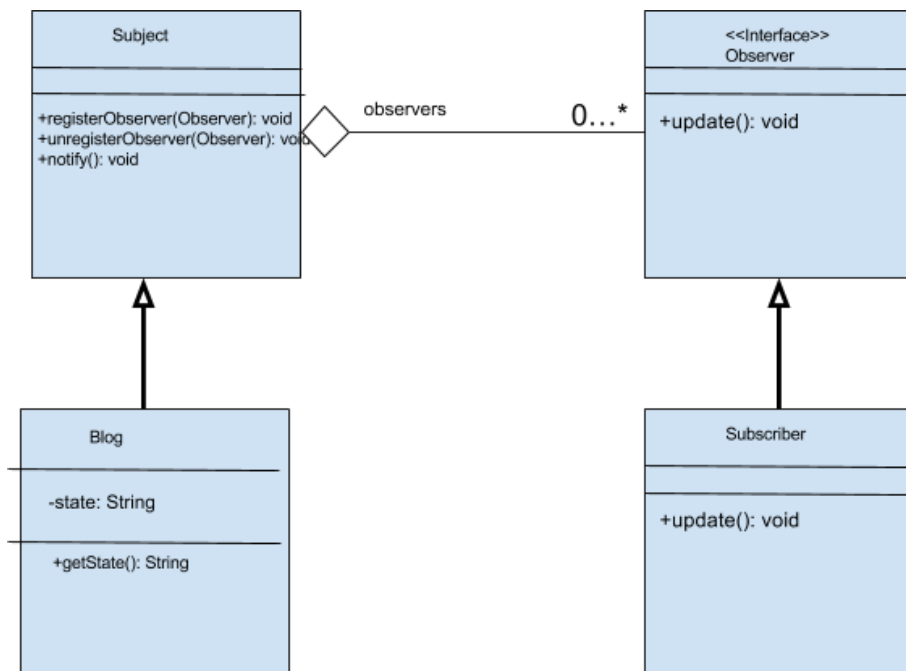 Subject
+registerObserver(Observer): void
+unregisterObserver(Observer): void
+notify(): void
observers
0...*
<<Interface>>
Observer
+update(): void
Blog
-state: String
+getState(): String
Subscriber
+update(): void